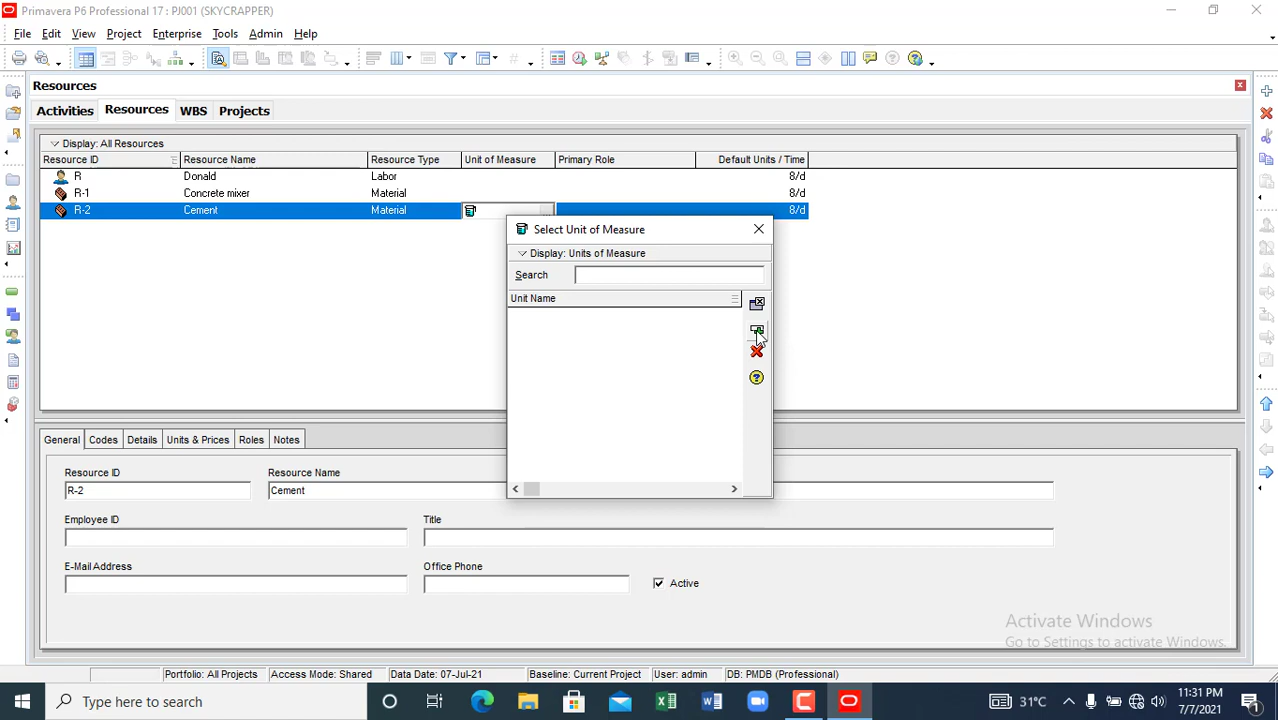 Primavera P6 Professional 17 : PJ001 (SKYCRAPPER)
File Edit View Project Enterprise Tools Admin Help
Resources
Activities Resources WBS Projects
Display: All Resources
Resource ID Resource Name Resource Type Unit of Measure Primary Role Default Units / Time
R Donald Labor 8/d
R-1 Concrete mixer Material 8/d
R-2 Cement Material 8/d
Select Unit of Measure
Display: Units of Measure
Search
Unit Name
General Codes Details Units & Prices Roles Notes
Resource ID Resource Name
R-2 Cement
Employee ID Title
E-Mail Address Office Phone
Active
Activate Windows
Go to Settings to activate Windows.
Portfolio: All Projects Access Mode: Shared Data Date: 07-Jul-21 Baseline: Current Project User: admin DB: PMDB (Professional)
Type here to search
31°C
11:31 PM
7/7/2021
1